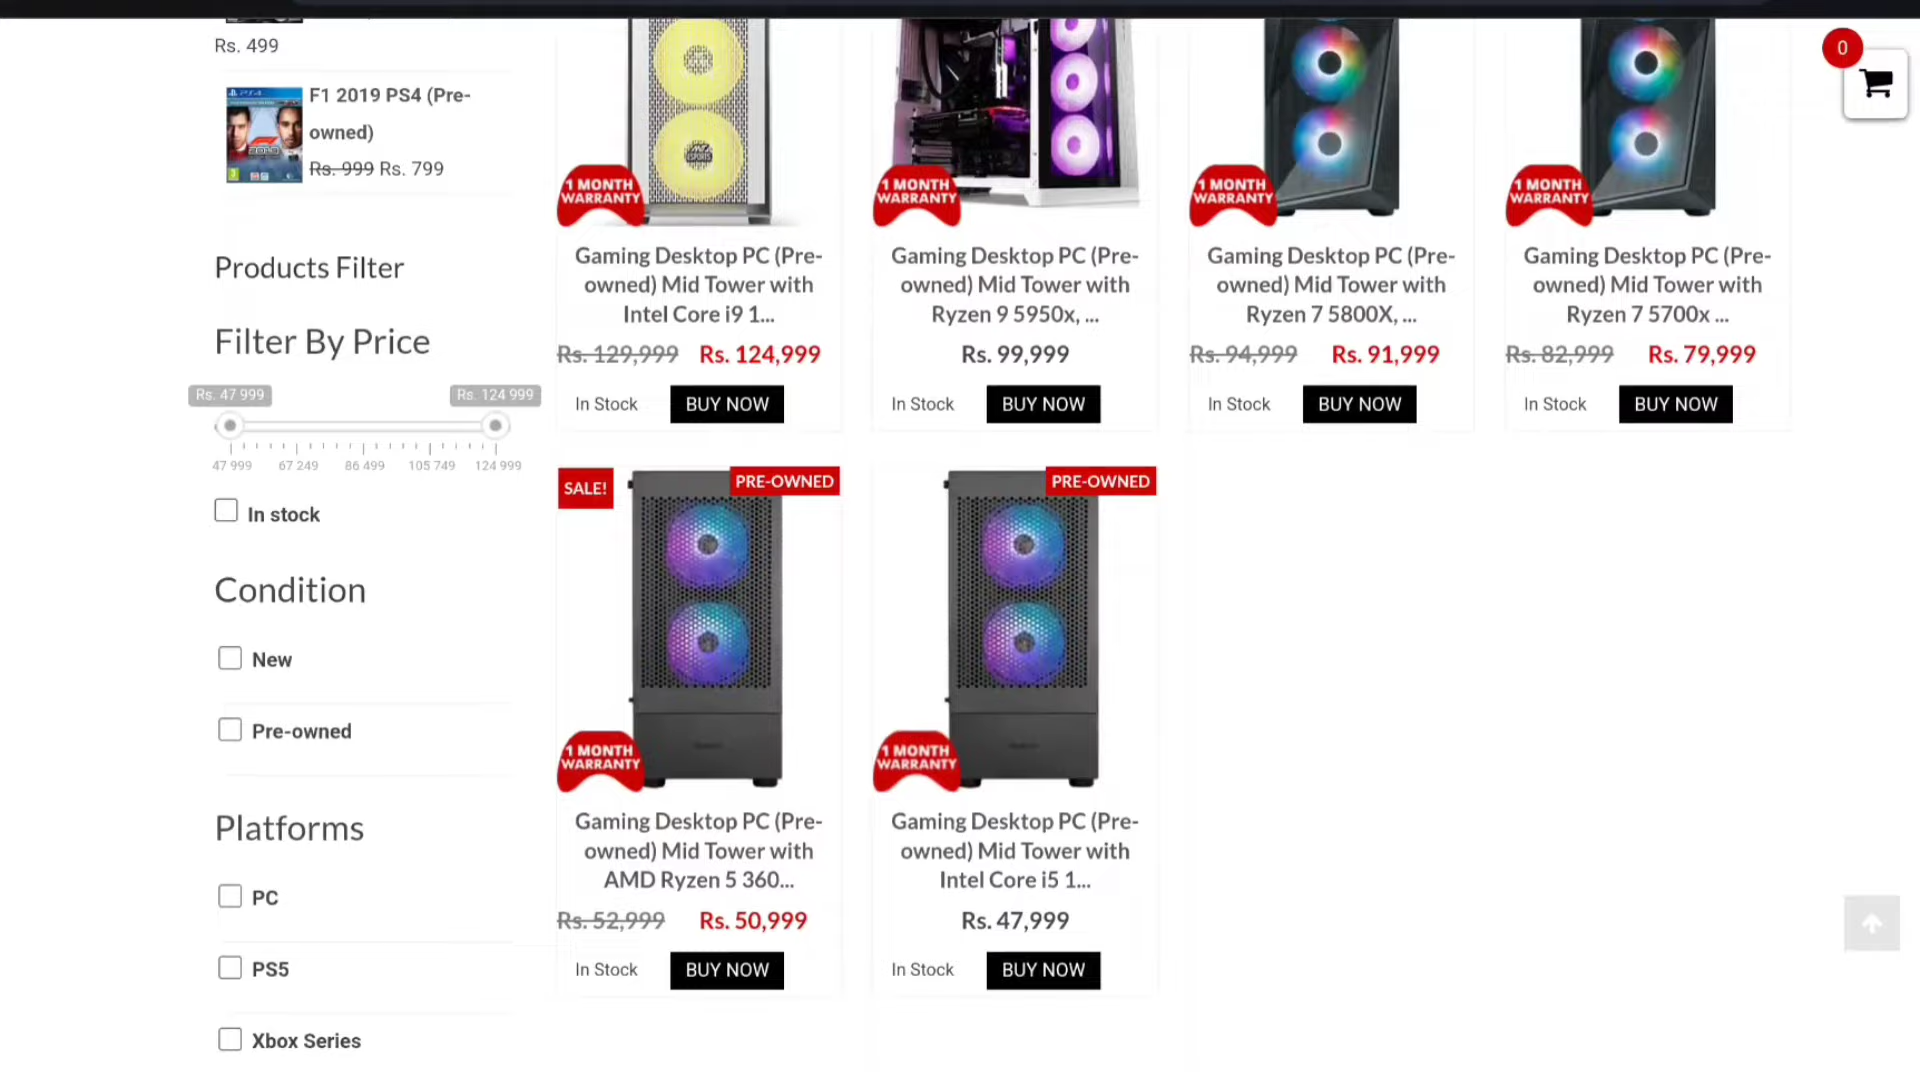 Rs. 499
F1 2019 PS4 (Pre-
owned)
Rs. 999 Rs. 799
Products Filter
Filter By Price
Rs. 47 999
Rs. 124 999
47 999 67 249 86 499 105 749 124 999
In stock
Condition
New
Pre-owned
Platforms
PC
PS5
Xbox Series
1 MONTH
WARRANTY
Gaming Desktop PC (Pre-
owned) Mid Tower with
Intel Core i9 1...
Rs. 129,999 Rs. 124,999
In Stock BUY NOW
1 MONTH
WARRANTY
Gaming Desktop PC (Pre-
owned) Mid Tower with
Ryzen 9 5950x, ...
Rs. 99,999
In Stock BUY NOW
1 MONTH
WARRANTY
Gaming Desktop PC (Pre-
owned) Mid Tower with
Ryzen 7 5800X, ...
Rs. 94,999 Rs. 91,999
In Stock BUY NOW
1 MONTH
WARRANTY
Gaming Desktop PC (Pre-
owned) Mid Tower with
Ryzen 7 5700x ...
Rs. 82,999 Rs. 79,999
In Stock BUY NOW
SALE!
PRE-OWNED
1 MONTH
WARRANTY
Gaming Desktop PC (Pre-
owned) Mid Tower with
AMD Ryzen 5 360...
Rs. 52,999 Rs. 50,999
In Stock BUY NOW
PRE-OWNED
1 MONTH
WARRANTY
Gaming Desktop PC (Pre-
owned) Mid Tower with
Intel Core i5 1...
Rs. 47,999
In Stock BUY NOW
0